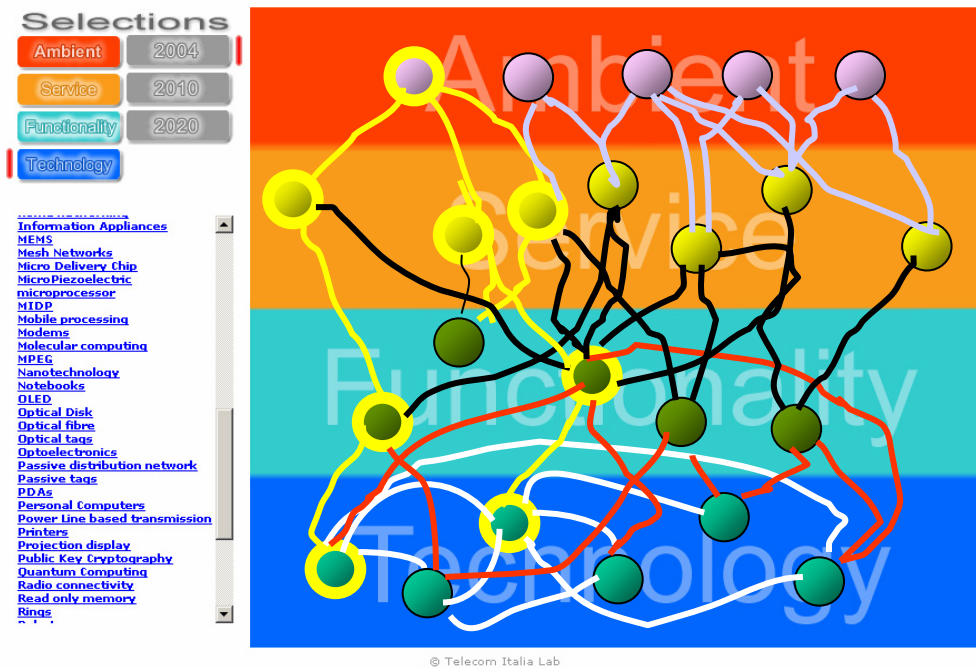 Selections
Ambient 2004
Service 2010
Functionality 2020
Technology
Information Appliances
MEMS
Mesh Networks
Micro Delivery Chip
MicroPiezoelectric
microprocessor
MIDP
Mobile processing
Modems
Molecular computing
MPEG
Nanotechnology
Notebooks
OLED
Optical Disk
Optical fibre
Optical tags
Optoelectronics
Passive distribution network
Passive tags
PDAs
Personal Computers
Power Line based transmission
Printers
Projection display
Public Key Cryptography
Quantum Computing
Radio connectivity
Read only memory
Rings
Ambient
Service
Functionality
Technology
© Telecom Italia Lab